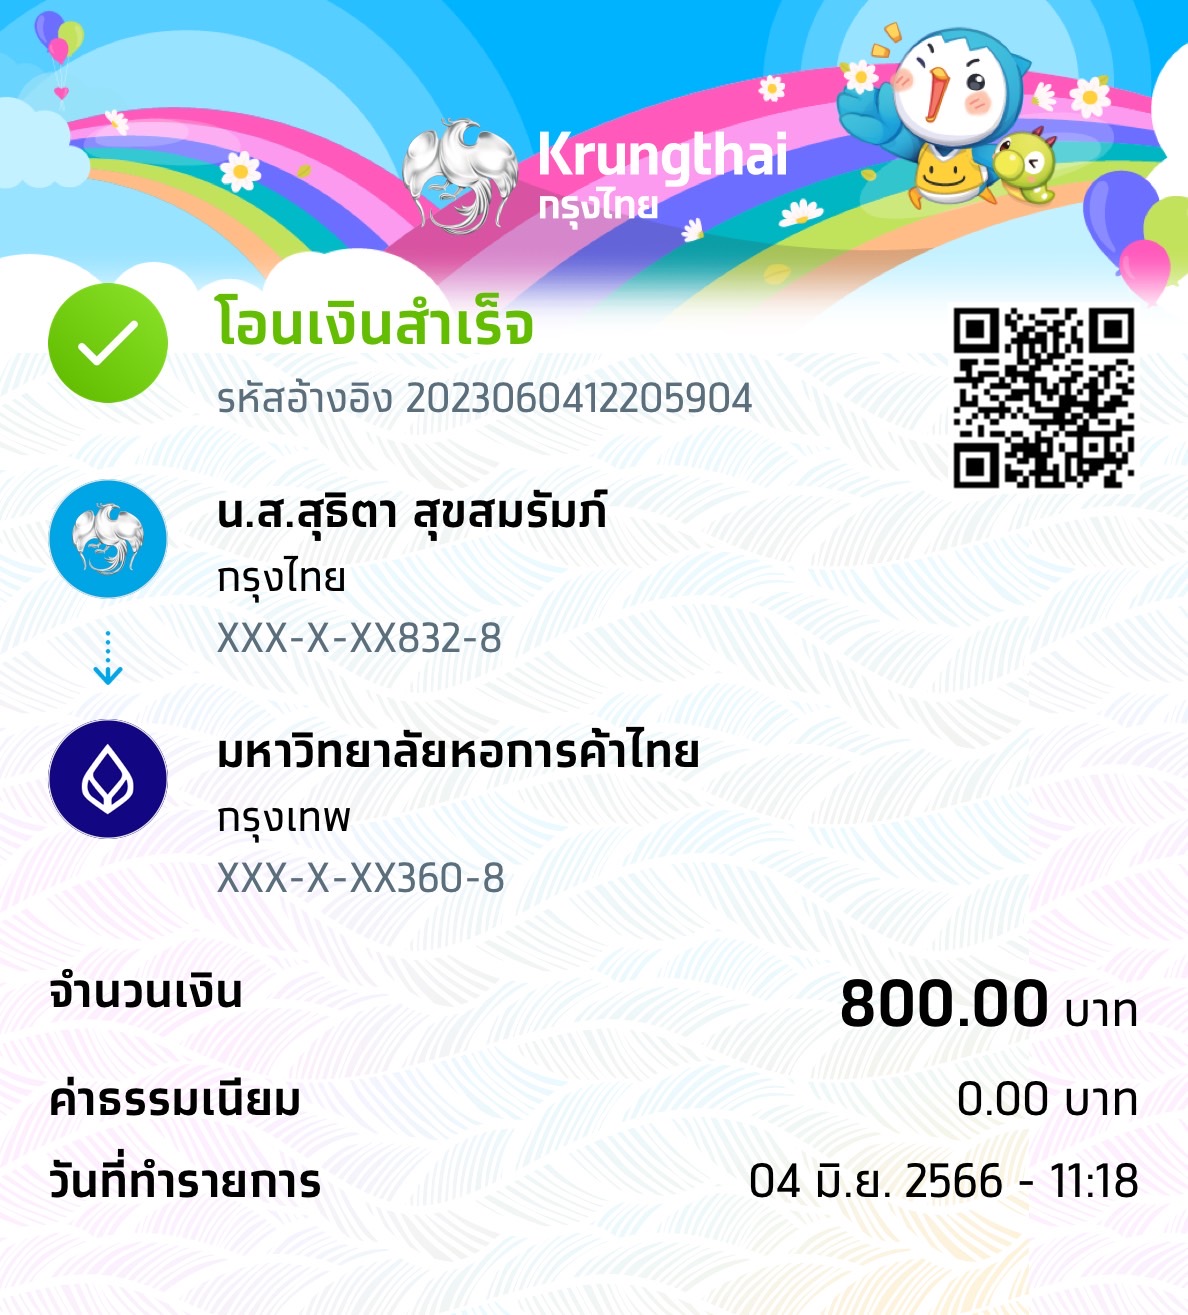 Krungthai
กรุงไทย
โอนเงินสำเร็จ
รหัสอ้างอิง 2023060412205904
น.ส.สุธิตา สุขสมรัมภ์
กรุงไทย
XXX-X-XX832-8
มหาวิทยาลัยหอการค้าไทย
กรุงเทพ
XXX-X-XX360-8
จำนวนเงิน 800.00 บาท
ค่าธรรมเนียม 0.00 บาท
วันที่ทำรายการ 04 มิ.ย. 2566 - 11:18